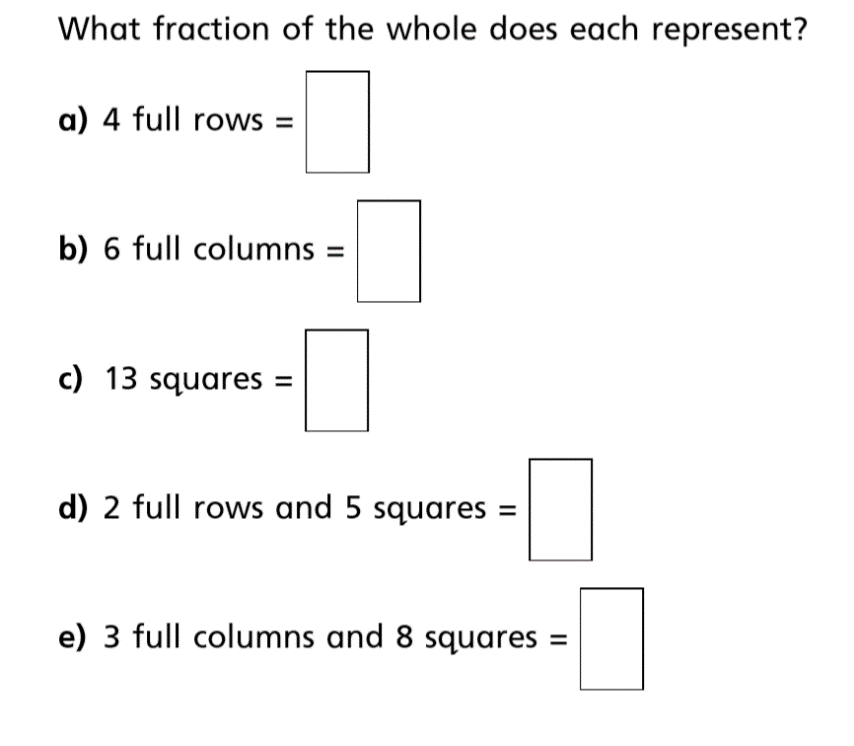 What fraction of the whole does each represent?
a) 4 full rows =
b) 6 full columns =
c) 13 squares =
d) 2 full rows and 5 squares =
e) 3 full columns and 8 squares =